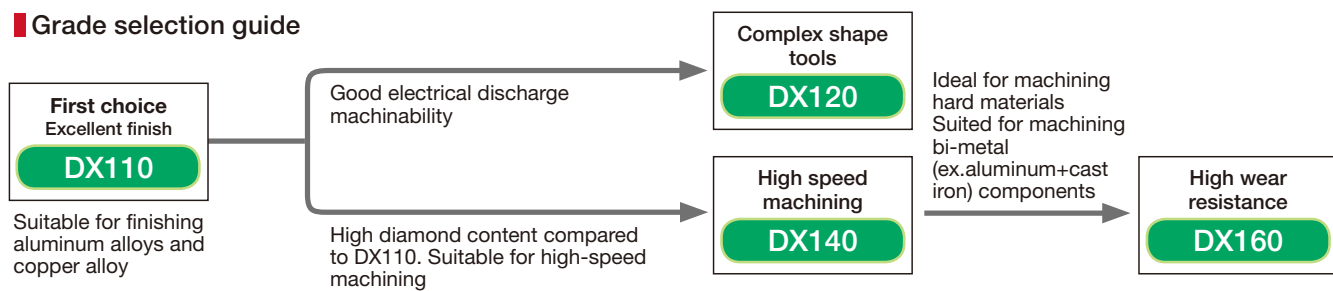 Grade selection guide
First choice
Excellent finish
DX110
Suitable for finishing
aluminum alloys and
copper alloy
Good electrical discharge
machinability
High diamond content compared
to DX110. Suitable for high-speed
machining
Complex shape
tools
DX120
High speed
machining
DX140
Ideal for machining
hard materials
Suited for machining
bi-metal
(ex.aluminum+cast
iron) components
High wear
resistance
DX160